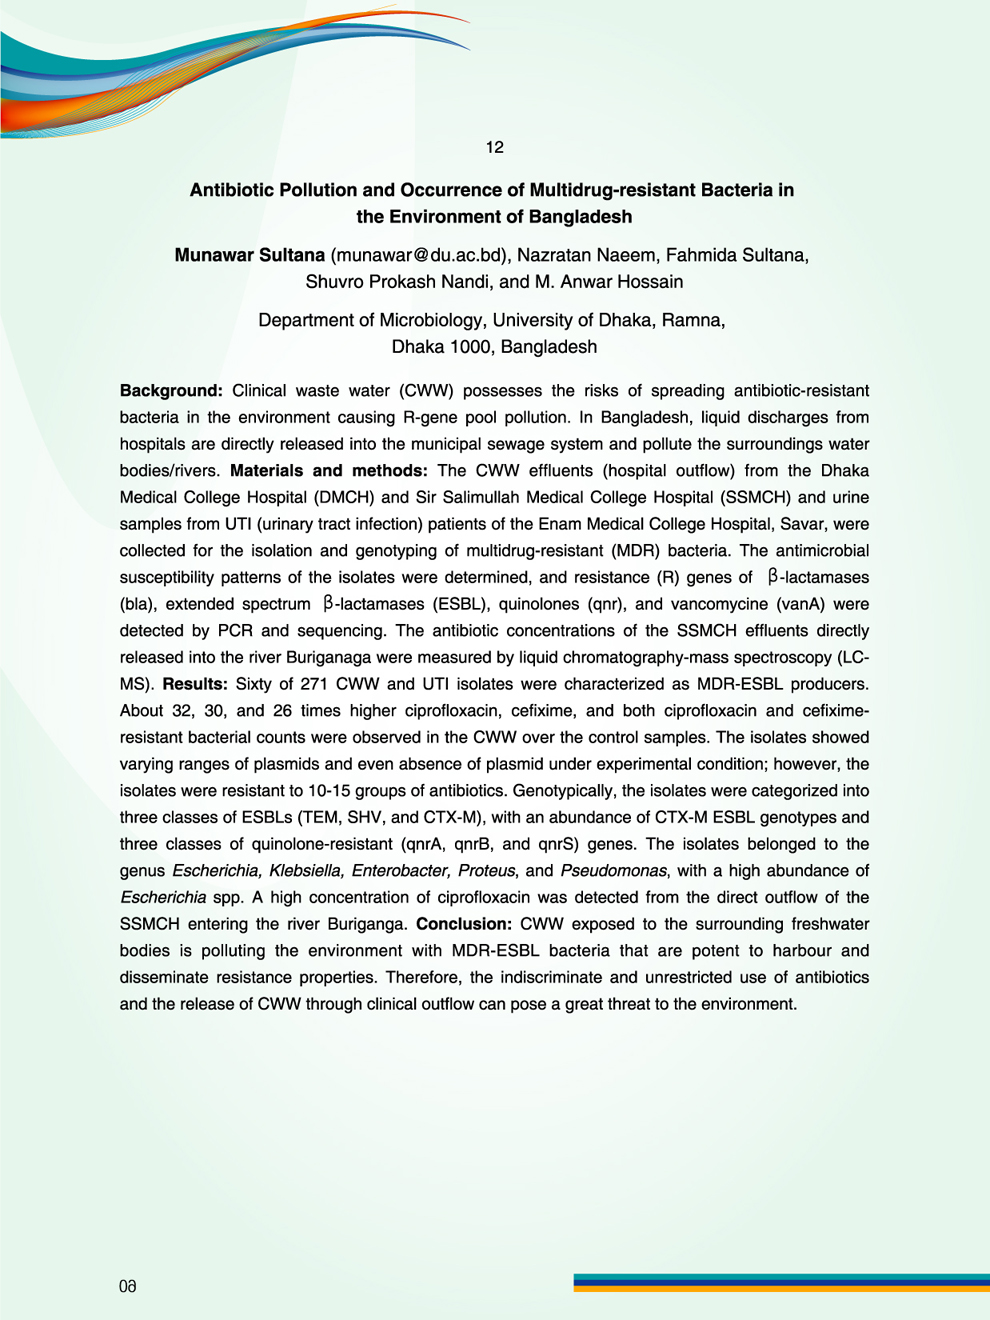 12
Antibiotic Pollution and Occurrence of Multidrug-resistant Bacteria in
the Environment of Bangladesh
Munawar Sultana (munawar@du.ac.bd), Nazratan Naeem, Fahmida Sultana,
Shuvro Prokash Nandi, and M. Anwar Hossain
Department of Microbiology, University of Dhaka, Ramna,
Dhaka 1000, Bangladesh
Background: Clinical waste water (CWW) possesses the risks of spreading antibiotic-resistant
bacteria in the environment causing R-gene pool pollution. In Bangladesh, liquid discharges from
hospitals are directly released into the municipal sewage system and pollute the surroundings water
bodies/rivers. Materials and methods: The CWW effluents (hospital outflow) from the Dhaka
Medical College Hospital (DMCH) and Sir Salimullah Medical College Hospital (SSMCH) and urine
samples from UTI (urinary tract infection) patients of the Enam Medical College Hospital, Savar, were
collected for the isolation and genotyping of multidrug-resistant (MDR) bacteria. The antimicrobial
susceptibility patterns of the isolates were determined, and resistance (R) genes of β-lactamases
(bla), extended spectrum β-lactamases (ESBL), quinolones (qnr), and vancomycine (vanA) were
detected by PCR and sequencing. The antibiotic concentrations of the SSMCH effluents directly
released into the river Buriganaga were measured by liquid chromatography-mass spectroscopy (LC-
MS). Results: Sixty of 271 CWW and UTI isolates were characterized as MDR-ESBL producers.
About 32, 30, and 26 times higher ciprofloxacin, cefixime, and both ciprofloxacin and cefixime-
resistant bacterial counts were observed in the CWW over the control samples. The isolates showed
varying ranges of plasmids and even absence of plasmid under experimental condition; however, the
isolates were resistant to 10-15 groups of antibiotics. Genotypically, the isolates were categorized into
three classes of ESBLs (TEM, SHV, and CTX-M), with an abundance of CTX-M ESBL genotypes and
three classes of quinolone-resistant (qnrA, qnrB, and qnrS) genes. The isolates belonged to the
genus Escherichia, Klebsiella, Enterobacter, Proteus, and Pseudomonas, with a high abundance of
Escherichia spp. A high concentration of ciprofloxacin was detected from the direct outflow of the
SSMCH entering the river Buriganga. Conclusion: CWW exposed to the surrounding freshwater
bodies is polluting the environment with MDR-ESBL bacteria that are potent to harbour and
disseminate resistance properties. Therefore, the indiscriminate and unrestricted use of antibiotics
and the release of CWW through clinical outflow can pose a great threat to the environment.